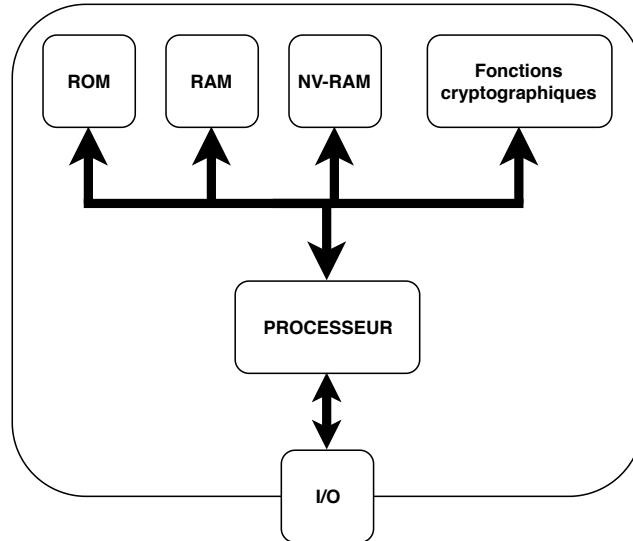 ROM
RAM
NV-RAM
Fonctions
cryptographiques
PROCESSEUR
I/O